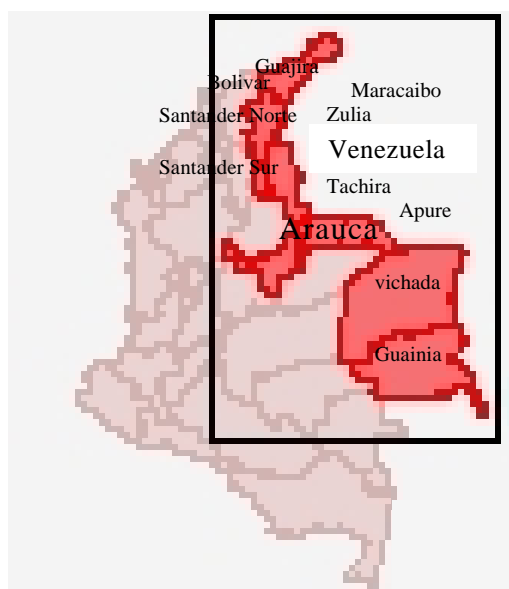 Guajira
Bolivar
Maracaibo
Santander Norte
Zulia
Venezuela
Santander Sur
Tachira
Apure
Arauca
vichada
Guainia